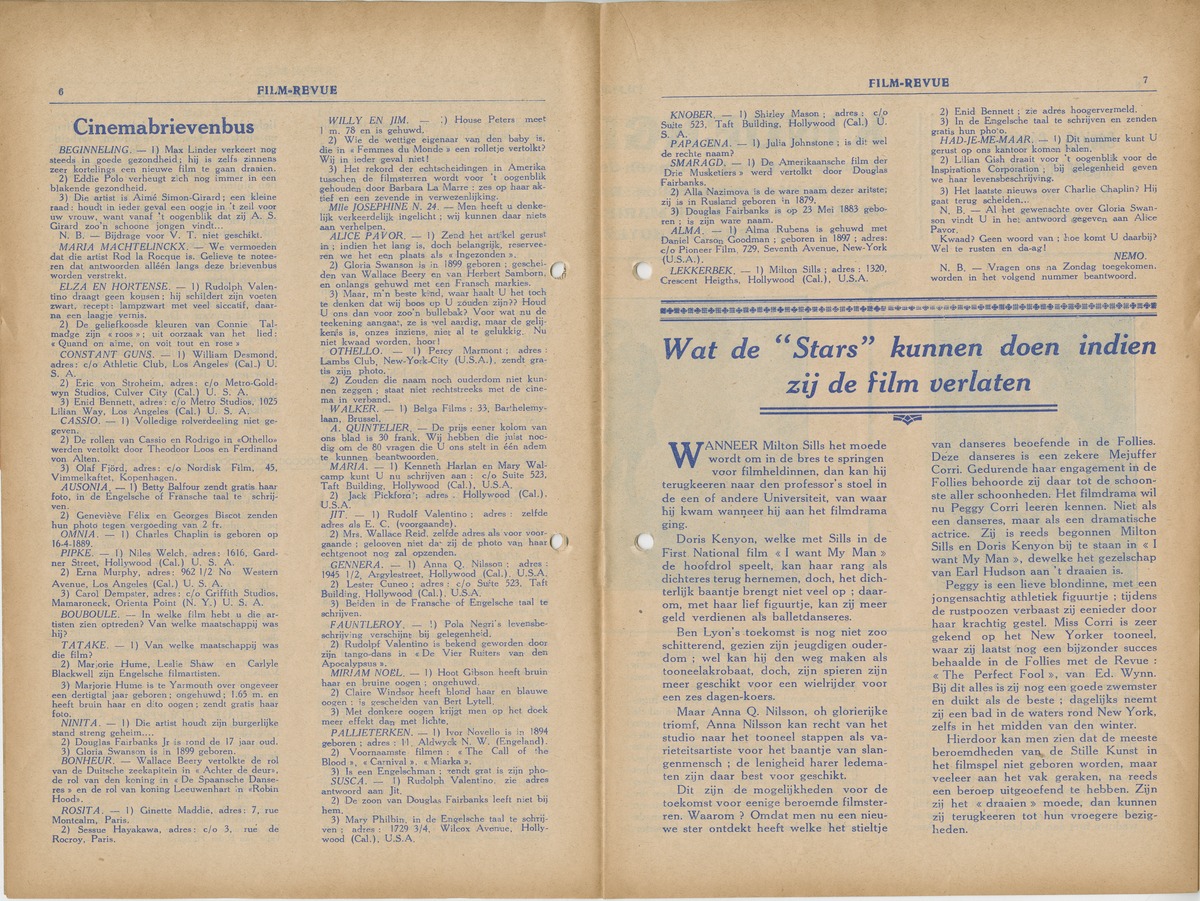 6
FILM-REVUE
Cinemabrievenbus
BEGINNELING. — 1) Max Linder verkeert nog
steeds in goede gezondheid; hij is zelfs zinnens
zeer kortelings een nieuwe film te gaan draaien.
2) Eddie Polo verheugt zich nog immer in een
blakende gezondheid.
3) Die artist is Aimé Simon-Girard; een kleine
raad: houdt in ieder geval een oogje in 't zeil voor
uw vrouw, want vanaf 't oogenblik dat zij A. S.
Girard zoo'n schoone jongen vindt...
N. B. — Bijdrage voor V. T. niet geschikt.
MARIA MACHTELINCKX. — We vermoeden
dat die artist Rod la Rocque is. Gelieve te notee-
ren dat antwoorden alléén langs deze brievenbus
worden verstrekt.
ELZA EN HORTENSE. — 1) Rudolph Valen-
tino draagt geen kousen; hij schildert zijn voeten
zwart, recept: lampzwart met veel siccatif, daar-
na een laagje vernis.
2) De geliefkoosde kleuren van Connie Tal-
madge zijn « roos »; uit oorzaak van het lied:
« Quand on aime, on voit tout en rose »
CONSTANT GUNS. — 1) William Desmond,
adres: c/o Athletic Club, Los Angeles (Cal.) U.
S. A.
2) Eric von Stroheim, adres: c/o Metro-Gold-
wyn Studios, Culver City (Cal.) U. S. A.
3) Enid Bennett, adres: c/o Metro Studios, 1025
Lilian Way, Los Angeles (Cal.) U. S. A.
CASSIO. — 1) Volledige rolverdeeling niet ge-
geven.
2) De rollen van Cassio en Rodrigo in «Othello»
werden vertolkt door Theodoor Loos en Ferdinand
von Alten.
3) Olaf Fjörd, adres: c/o Nordisk Film, 45,
Vimmelkaftet, Kopenhagen.
AUSONIA. — 1) Betty Balfour zendt gratis haar
foto, in de Engelsche of Fransche taal te schrij-
ven.
2) Geneviève Félix en Georges Biscot zenden
hun photo tegen vergoeding van 2 fr.
OMNIA. — 1) Charles Chaplin is geboren op
16-4-1889.
PIPKE. — 1) Niles Welch, adres: 1616, Gard-
ner Street, Hollywood (Cal.) U. S. A.
2) Erna Murphy, adres: 962 1/2 No Western
Avenue, Los Angeles (Cal.) U. S. A.
3) Carol Dempster, adres: c/o Griffith Studios,
Mamaroneck, Orienta Point (N. Y.) U. S. A.
BOUBOULE. — In welke film hebt u die ar-
tisten zien optreden? Van welke maatschappij was
hij?
TATAKE. — 1) Van welke maatschappij was
die film?
2) Marjorie Hume, Leelie Shaw en Carlyle
Blackwell zijn Engelsche filmartisten.
3) Marjorie Hume is te Yarmouth over ongeveer
een dertigtal jaar geboren; ongehuwd; 1.65 m. en
heeft bruin haar en dito oogen; zendt gratis haar
foto.
NINITA. — 1) Die artist houdt zijn burgerlijke
stand streng geheim....
2) Douglas Fairbanks Jr is rond de 17 jaar oud.
3) Gloria Swanson is in 1899 geboren.
BONHEUR. — Wallace Beery vertolkte de rol
van de Duitsche zeekapitein in « Achter de deur»,
de rol van den koning in «De Spaansche Danse-
res » en de rol van koning Leeuwenhart in «Robin
Hood».
ROSITA. — 1) Ginette Maddie, adres: 7, rue
Montcalm, Paris.
2) Sessue Hayakawa, adres: c/o 3, rue de
Rocroy, Paris.
WILLY EN JIM. — 1) House Peters meet
1 m. 78 en is gehuwd.
2) Wie de wettige eigenaar van den baby is,
die in « Femmes du Monde » een rolletje vertolkt?
Wij in ieder geval niet!
3) Het rekord der echtscheidingen in Amerika
tusschen de filmsterren wordt voor 't oogenblik
gehouden door Barbara La Marre: zes op haar ak-
tief en een zevende in verwezenlijking.
Mlle JOSEPHINE N. 24. — Men heeft u denke-
lijk verkeerdelijk ingelicht; wij kunnen daar niets
aan verhelpen.
ALICE PAVOR. — 1) Zend het artikel gerust
in; indien het lang is, doch belangrijk, reservee-
ren we het een plaats als « Ingezonden ».
2) Gloria Swanson is in 1899 geboren; geschei-
den van Wallace Beery en van Herbert Samborn,
en onlangs gehuwd met een Fransch markies.
3) Maar, m'n beste kind, waar haalt U het toch
te denken dat wij boos op U zouden zijn?? Houd
U ons dan voor zoo'n bullebak? Voor wat nu de
teekening aangaat, ze is wel aardig, maar de gelij-
kenis is, onzes inziens, niet al te gelukkig. Nu
niet kwaad worden, hoor!
OTHELLO. — 1) Percy Marmont; adres:
Lambs Club, New-York-City (U.S.A.), zendt gra-
tis zijn photo.
2) Zouden die naam noch ouderdom niet kun-
nen zeggen; staat niet rechtstreeks met de cine-
ma in verband.
WALKER. — 1) Belga Films: 33, Barthelemy-
laan, Brussel.
A. QUINTELIER. — De prijs eener kolom van
ons blad is 30 frank. Wij hebben die juist noo-
dig om de 80 vragen die U ons stelt in één adem
te kunnen beantwoorden.
MARIA. — 1) Kenneth Harlan en Mary Wal-
camp kunt U nu schrijven aan: c/o Suite 523,
Taft Building, Hollywood (Cal.), U.S.A.
2) Jack Pickford; adres. Hollywood (Cal.),
U.S.A.
JIT. — 1) Rudolf Valentino; adres: zelfde
adres als E. C. (voorgaande).
2) Mrs. Wallace Reid, zelfde adres als voor voor-
gaande; gelooven niet dat zij de photo van haar
echtgenoot nog zal opzenden.
GENNERA. — 1) Anna Q. Nilsson; adres:
1945 1/2, Argylestreet, Hollywood (Cal.), U.S.A.
2) Lester Cuneo; adres: c/o Suite 523, Taft
Building, Hollywood (Cal.), U.S.A.
3) Beiden in de Fransche of Engelsche taal te
schrijven.
FAUNTLEROY. — 1) Pola Negri's levensbe-
schrijving verschijnt bij gelegenheid.
2) Rudolpf Valentino is bekend geworden door
zijn tango-dans in « De Vier Ruiters van den
Apocalypsus ».
MIRIAM NOEL. — 1) Hoot Gibson heeft bruin
haar en bruine oogen; ongehuwd.
2) Claire Windsor heeft blond haar en blauwe
oogen; is gescheiden van Bert Lytell.
3) Met donkere oogen krijgt men op het doek
meer effekt dan met lichte.
PALLIETERKEN. — 1) Ivor Novello is in 1894
geboren; adres: 11, Aldwyck N. W. (Engeland).
2) Voornaamste filmen: « The Call of the
Blood », « Carnival », « Miarka ».
3) Is een Engelschman; zendt grat is zijn pho-
SUSCA. — 1) Rudolph Valentino, zie adres
antwoord aan Jit.
2) De zoon van Douglas Fairbanks leeft niet bij
hem.
3) Mary Philbin, in de Engelsche taal te schrij-
ven; adres: 1729 3/4, Wilcox Avenue, Holly-
wood (Cal.), U.S.A.
FILM-REVUE
7
KNOBER. — 1) Shirley Mason; adres: c/o
Suite 523, Taft Building, Hollywood (Cal.) U.
S. A.
PAPAGENA. — 1) Julia Johnstone; is dit wel
de rechte naam?
SMARAGD. — 1) De Amerikaansche film der
Drie Musketiers » werd vertolkt door Douglas
Fairbanks.
2) Alla Nazimova is de ware naam dezer artiste;
zij is in Rusland geboren in 1879.
3) Douglas Fairbanks is op 23 Mei 1883 gebo-
ren; is zijn ware naam.
ALMA. — 1) Alma Rubens is gehuwd met
Daniel Carson Goodman; geboren in 1897; adres:
c/o Pioneer Film, 729, Seventh Avenue, New-York
(U.S.A.).
LEKKERBEK. — 1) Milton Sills; adres: 1320,
Crescent Heigths, Hollywood (Cal.), U.S.A.
2) Enid Bennett; zie adres hoogervermeld.
3) In de Engelsche taal te schrijven en zenden
gratis hun photo.
HAD-JE-ME-MAAR. — 1) Dit nummer kunt U
gerust op ons kantoor komen halen.
2) Lilian Gish draait voor 't oogenblik voor de
Inspirations Corporation; bij gelegenheid geven
we haar levensbeschrijving.
3) Het laatste nieuws over Charlie Chaplin? Hij
gaat terug scheiden...
N. B. — Al het gewenschte over Gloria Swan-
son vindt U in het antwoord gegeven aan Alice
Pavor.
Kwaad? Geen woord van; hoe komt U daarbij?
Wel te rusten en da-ag!
NEMO.
N. B. — Vragen ons na Zondag toegekomen,
worden in het volgend nummer beantwoord.
Wat de “Stars” kunnen doen indien
zij de film verlaten
WANNEER Milton Sills het moede
wordt om in de bres te springen
voor filmheldinnen, dan kan hij
terugkeeren naar den professor's stoel in
de een of andere Universiteit, van waar
hij kwam wanneer hij aan het filmdrama
ging.
Doris Kenyon, welke met Sills in de
First National film « I want My Man »
de hoofdrol speelt, kan haar rang als
dichteres terug hernemen, doch, het dich-
terlijk baantje brengt niet veel op; daar-
om, met haar lief figuurtje, kan zij meer
geld verdienen als balletdanseres.
Ben Lyon's toekomst is nog niet zoo
schitterend, gezien zijn jeugdigen ouder-
dom; wel kan hij den weg maken als
tooneelakrobaat, doch, zijn spieren zijn
meer geschikt voor een wielrijder voor
een zes dagen-koers.
Maar Anna Q. Nilsson, oh glorierijke
triomf, Anna Nilsson kan recht van het
studio naar het tooneel stappen als va-
rieteitsartiste voor het baantje van slan-
genmensch; de lenigheid harer ledema-
ten zijn daar best voor geschikt.
Dit zijn de mogelijkheden voor de
toekomst voor eenige beroemde filmster-
ren. Waarom? Omdat men nu een nieu-
we ster ontdekt heeft welke het stieltje
van danseres beoefende in de Follies.
Deze danseres is een zekere Mejuffer
Corri. Gedurende haar engagement in de
Follies behoorde zij daar tot de schoon-
ste aller schoonheden. Het filmdrama wil
nu Peggy Corri leeren kennen. Niet als
een danseres, maar als een dramatische
actrice. Zij is reeds begonnen Milton
Sills en Doris Kenyon bij te staan in « I
want My Man », dewelke het gezelschap
van Earl Hudson aan 't draaien is.
Peggy is een lieve blondinne, met een
jongensachtig athletiek figuurtje; tijdens
de rustpoozen verbaast zij eenieder door
haar krachtig gestel. Miss Corri is zeer
gekend op het New Yorker tooneel,
waar zij laatst nog een bijzonder succes
behaalde in de Follies met de Revue:
« The Perfect Fool », van Ed. Wynn.
Bij dit alles is zij nog een goede zwemster
en duikt als de beste; dagelijks neemt
zij een bad in de waters rond New York,
zelfs in het midden van den winter.
Hierdoor kan men zien dat de meeste
beroemdheden van de Stille Kunst in
het filmspel niet geboren worden, maar
veeleer aan het vak geraken, na reeds
een beroep uitgeoefend te hebben. Zijn
zij het « draaien » moede, dan kunnen
zij terugkeeren tot hun vroegere bezig-
heden.